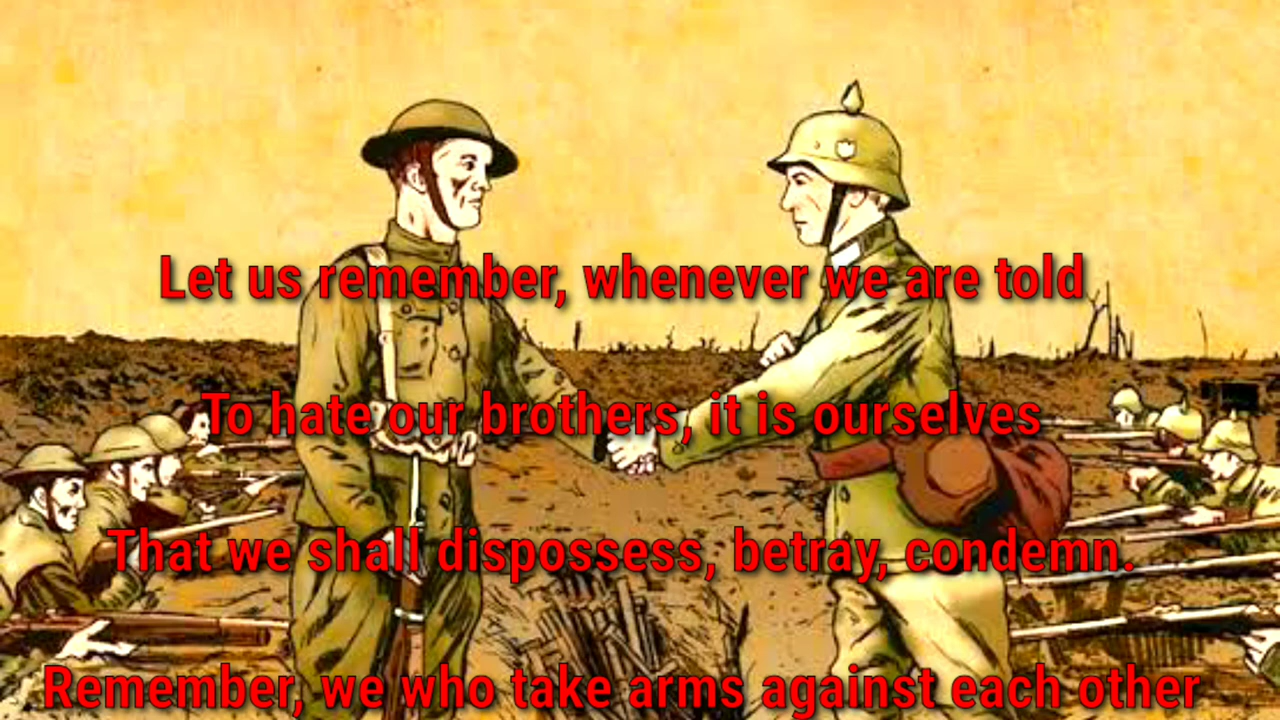 Let us remember, whenever we are told
To hate our brothers, it is ourselves
That we shall dispossess, betray, condemn.
Remember, we who take arms against each other